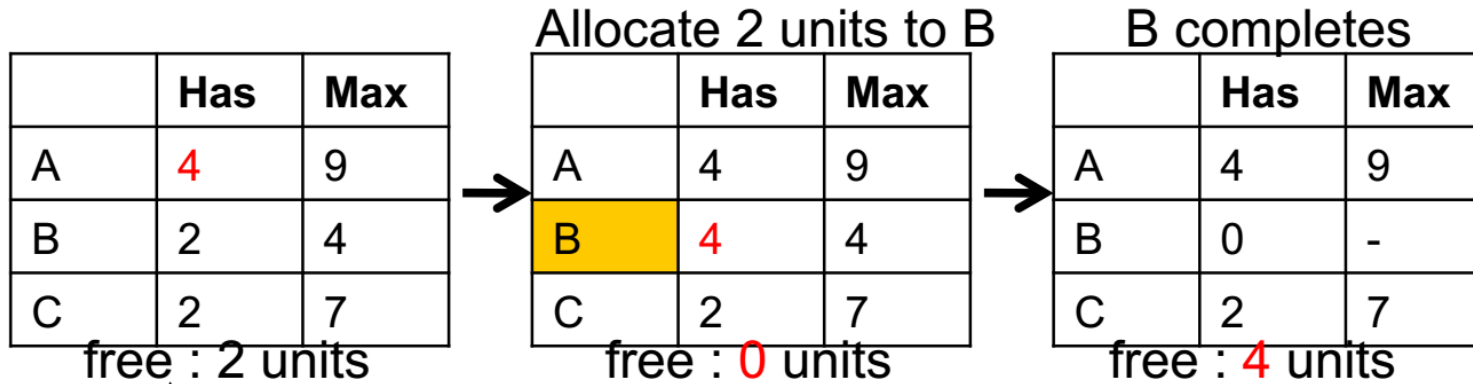 Allocate 2 units to B B completes
Has Max Has Max Has Max
A 4 9 A 4 9 A 4 9
B 2 4 B 4 4 B 0 -
C 2 7 C 2 7 C 2 7
free : 2 units free : 0 units free : 4 units